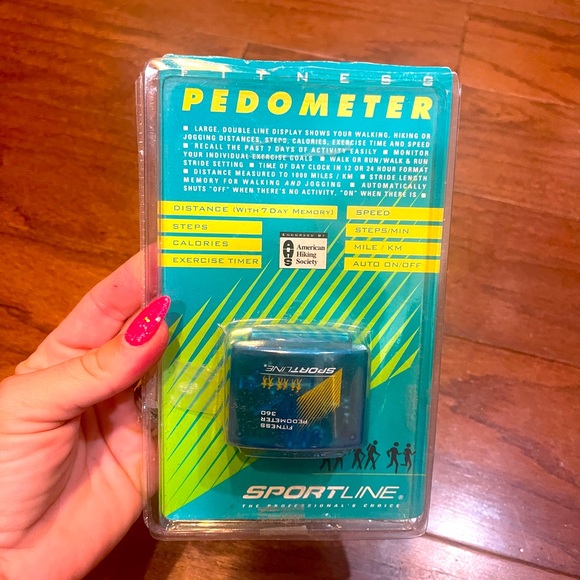 FITNESS
PEDOMETER
■ LARGE, DOUBLE LINE DISPLAY SHOWS YOUR WALKING, HIKING OR
JOGGING DISTANCES, STEPS, CALORIES, EXERCISE TIME AND SPEED
■ RECALL THE PAST 7 DAYS OF ACTIVITY EASILY ■ MONITOR
YOUR INDIVIDUAL EXERCISE GOALS ■ WALK OR RUN/WALK & RUN
STRIDE SETTING ■ TIME OF DAY CLOCK IN 12 OR 24 HOUR FORMAT
■ DISTANCE MEASURED TO 1000 MILES / KM ■ STRIDE LENGTH
MEMORY FOR WALKING AND JOGGING ■ AUTOMATICALLY
SHUTS "OFF" WHEN THERE'S NO ACTIVITY, "ON" WHEN THERE IS ■
DISTANCE (WITH 7 DAY MEMORY)
STEPS
CALORIES
EXERCISE TIMER
ENDORSED BY
AHS
American
Hiking
Society
SPEED
STEPS/MIN
MILE / KM
AUTO ON/OFF
SPORTLINE®
FITNESS
PEDOMETER
360
SPORTLINE®
THE PROFESSIONAL'S CHOICE